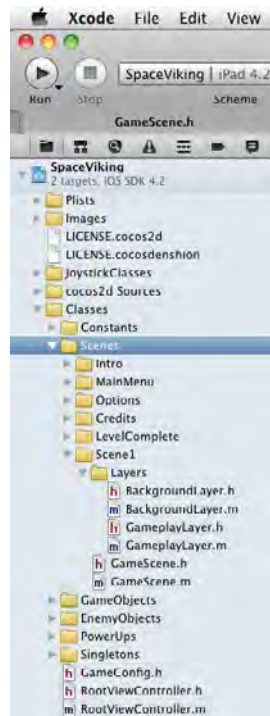 Xcode File Edit View
SpaceViking | iPad 4.2
Run Stop Scheme
GameScene.h
SpaceViking
2 targets, iOS SDK 4.2
Plists
Images
LICENSE.cocos2d
LICENSE.cocosdenshion
JoystickClasses
cocos2d Sources
Classes
Constants
Scenes
Intro
MainMenu
Options
Credits
LevelComplete
Scene1
Layers
h BackgroundLayer.h
m BackgroundLayer.m
h GameplayLayer.h
m GameplayLayer.m
h GameScene.h
m GameScene.m
GameObjects
EnemyObjects
PowerUps
Singletons
h GameConfig.h
h RootViewController.h
m RootViewController.m